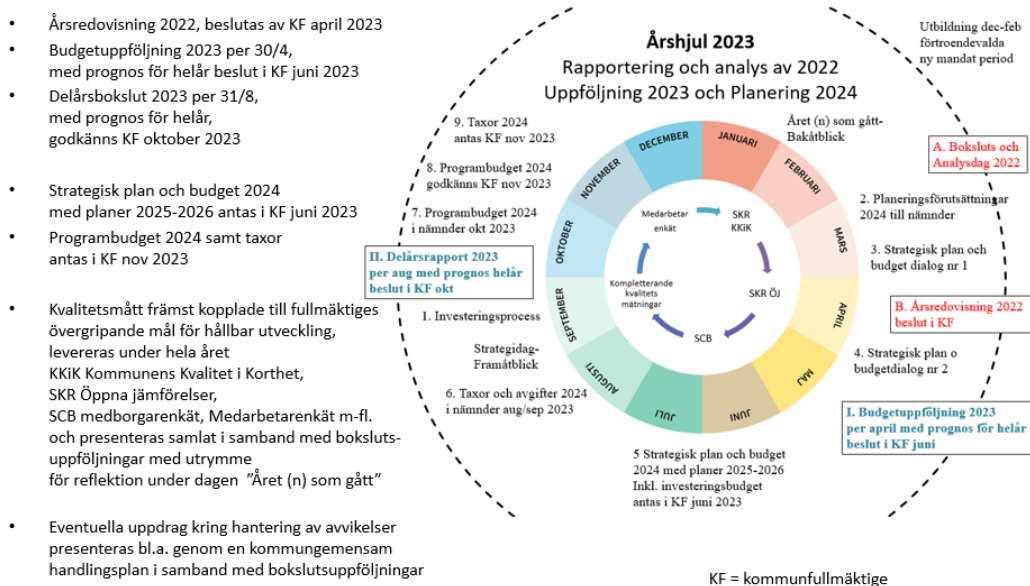 • Årsredovisning 2022, beslutas av KF april 2023
• Budgetuppföljning 2023 per 30/4,
med prognos för helår beslut i KF juni 2023
• Delårsbokslut 2023 per 31/8,
med prognos för helår,
godkänns KF oktober 2023
• Strategisk plan och budget 2024
med planer 2025-2026 antas i KF juni 2023
• Programbudget 2024 samt taxor
antas i KF nov 2023
• Kvalitetsmått främst kopplade till fullmäktiges
övergripande mål för hållbar utveckling,
levereras under hela året
KKiK Kommunens Kvalitet i Korthet,
SKR Öppna jämförelser,
SCB medborgarenkät, Medarbetarenkät m-fl.
och presenteras samlat i samband med boksluts-
uppföljningar med utrymme
för reflektion under dagen ”Året (n) som gått”
• Eventuella uppdrag kring hantering av avvikelser
presenteras bl.a. genom en kommungemensam
handlingsplan i samband med bokslutsuppföljningar
Årshjul 2023
Rapportering och analys av 2022
Uppföljning 2023 och Planering 2024
Utbildning dec-feb
förtroendevalda
ny mandat period
Året (n) som gått-
Bakåtblick
A. Boksluts och
Analysdag 2022
2. Planeringsförutsättningar
2024 till nämnder
3. Strategisk plan och
budget dialog nr 1
B. Årsredovisning 2022
beslut i KF
4. Strategisk plan o
budgetdialog nr 2
I. Budgetuppföljning 2023
per april med prognos för helår
beslut i KF juni
5 Strategisk plan och budget
2024 med planer 2025-2026
Inkl. investeringsbudget
antas i KF juni 2023
6. Taxor och avgifter 2024
i nämnder aug/sep 2023
Strategidag-
Framåtblick
1. Investeringsprocess
II. Delårsrapport 2023
per aug med prognos helår
beslut i KF okt
7. Programbudget 2024
i nämnder okt 2023
8. Programbudget 2024
godkänns KF nov 2023
9. Taxor 2024
antas KF nov 2023
JANUARI
FEBRUARI
MARS
APRIL
MAJ
JUNI
JULI
AUGUSTI
SEPTEMBER
OKTOBER
NOVEMBER
DECEMBER
Medarbetar
enkät
SKR
KKiK
SKR ÖJ
SCB
Kompletterande
kvalitets
mätningar
KF = kommunfullmäktige